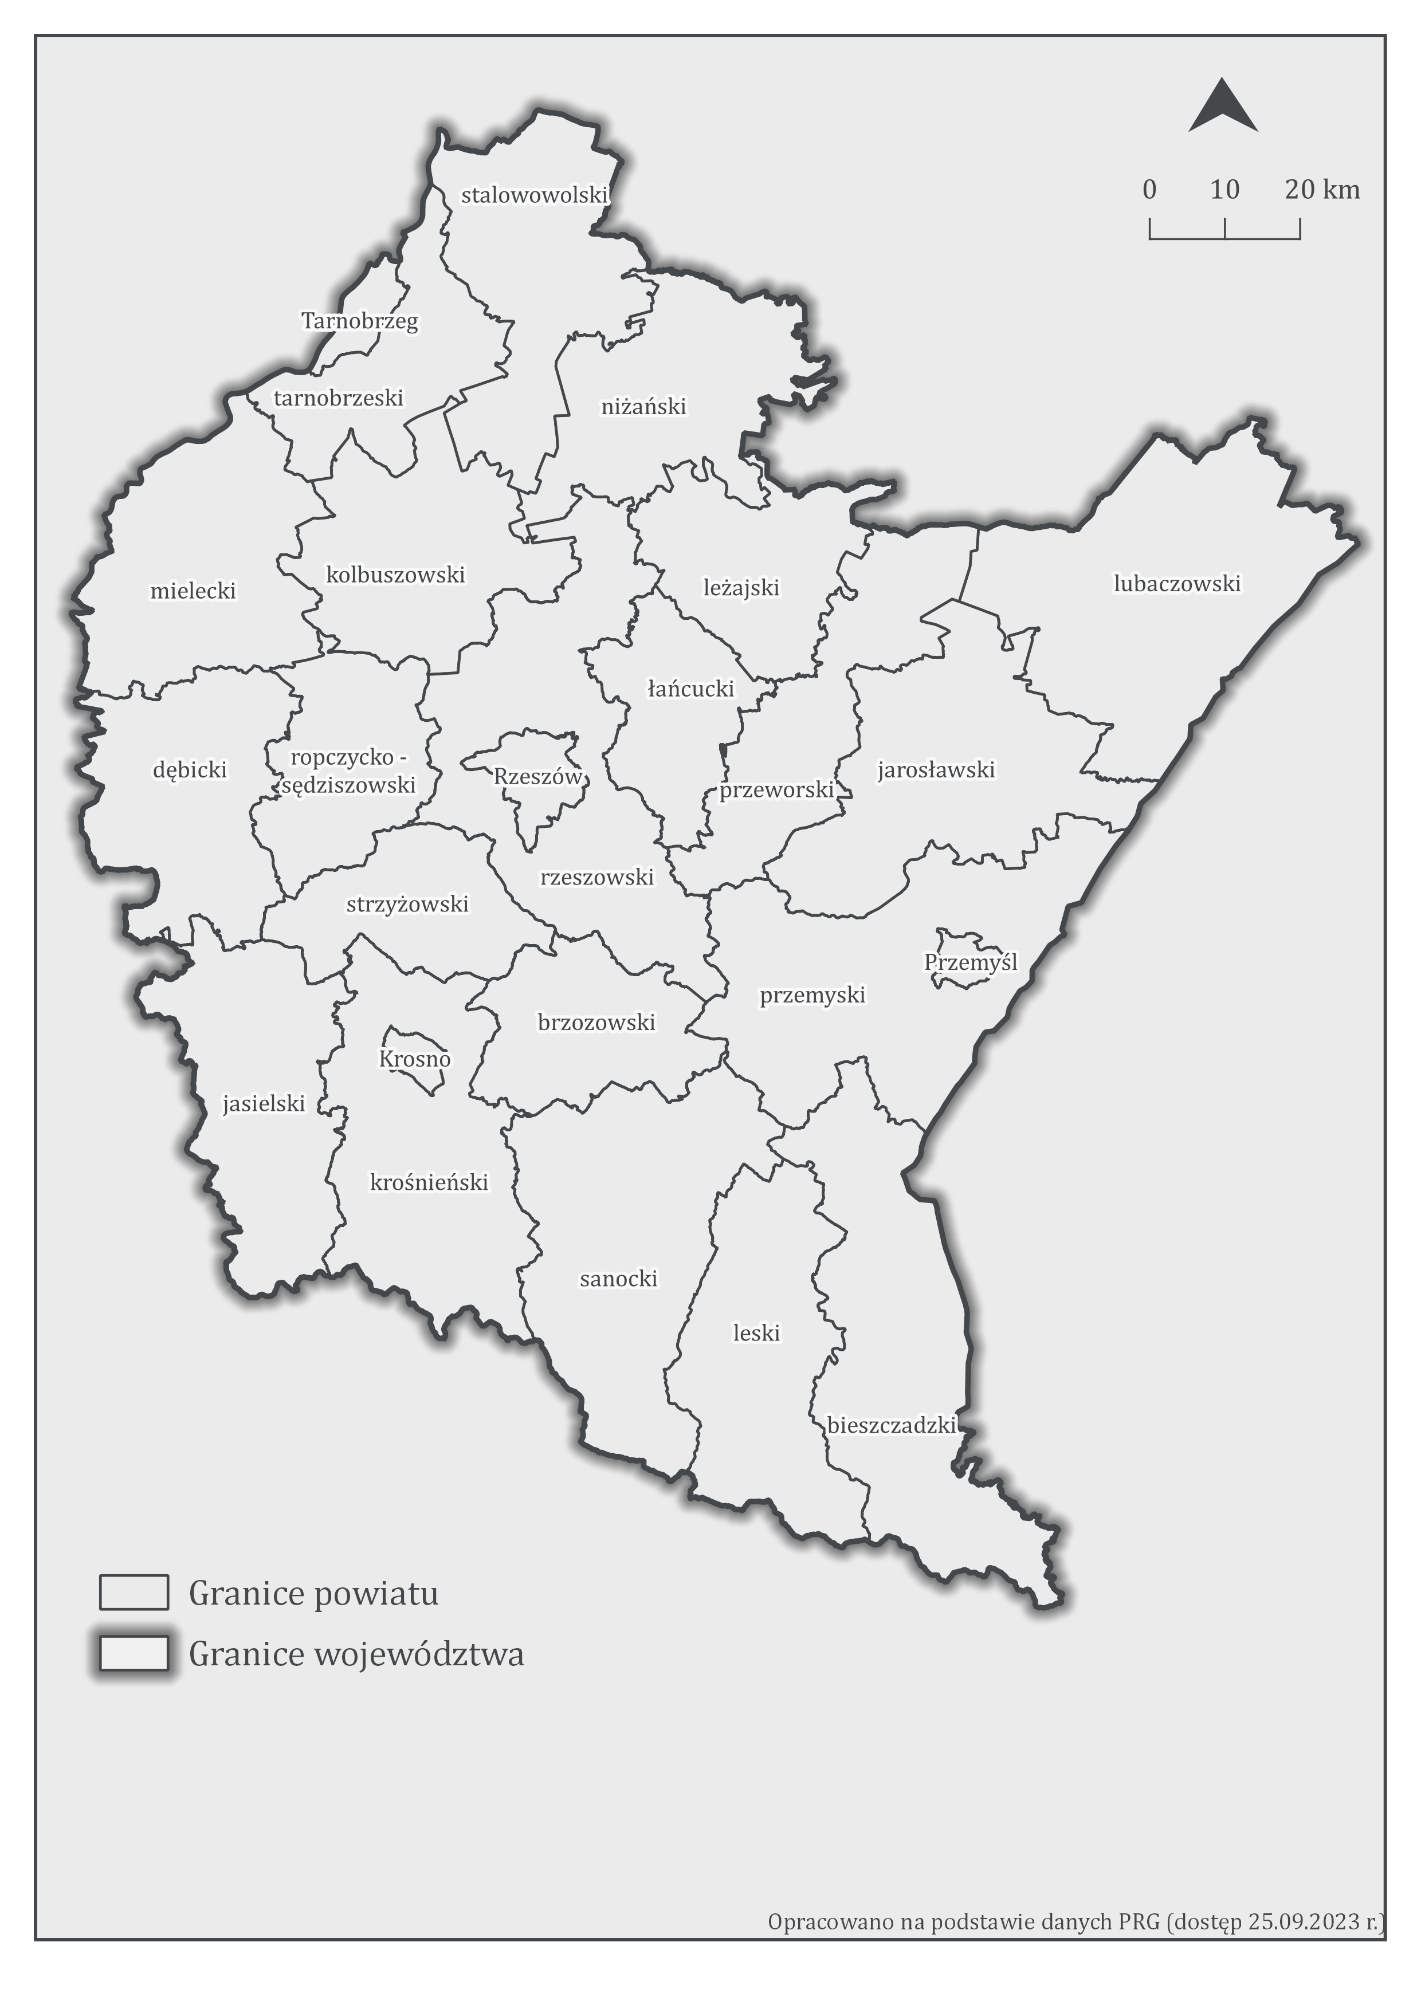 stalowowolski
0 10 20 km
Tarnobrzeg
tarnobrzeski
niżański
mielecki
kolbuszowski
leżajski
lubaczowski
łańcucki
dębicki
ropczycko -
sędziszowski
Rzeszów
przeworski
jarosławski
rzeszowski
strzyżowski
Przemyśl
przemyski
brzozowski
Krosno
jasielski
krośnieński
sanocki
leski
bieszczadzki
Granice powiatu
Granice województwa
Opracowano na podstawie danych PRG (dostęp 25.09.2023 r.)